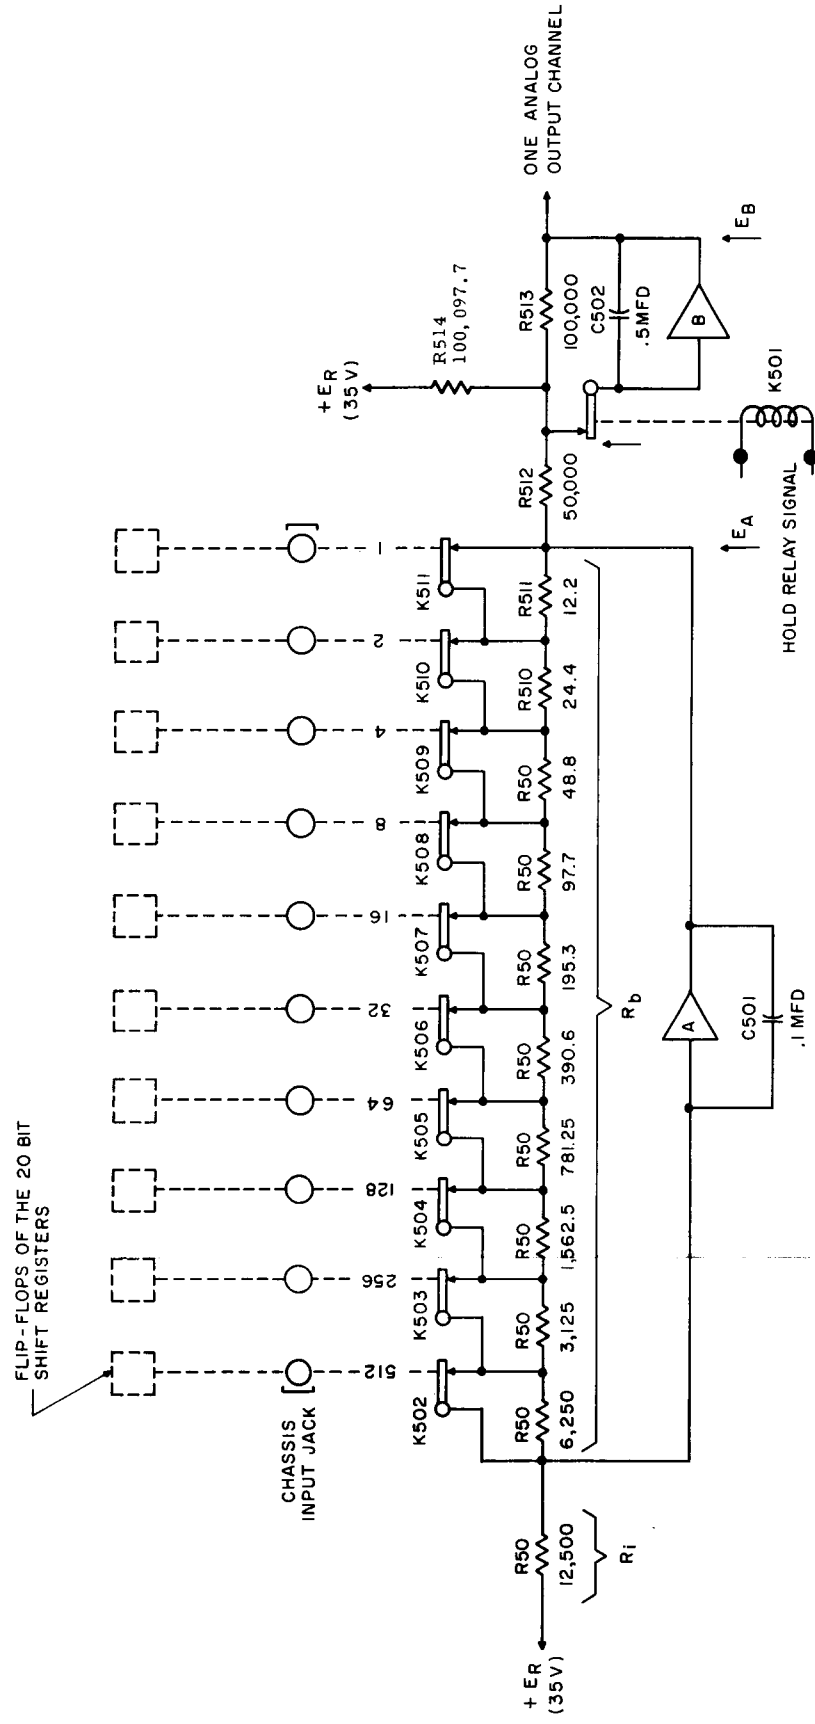 FLIP-FLOPS OF THE 20 BIT
SHIFT REGISTERS
CHASSIS
INPUT JACK
512
256
128
64
32
16
8
4
2
1
K502
K503
K504
K505
K506
K507
K508
K509
K510
K511
+ER
(35V)
R50
12,500
Ri
R50
6,250
R50
3,125
R50
1,562.5
R50
781.25
R50
390.6
R50
195.3
R50
97.7
R50
48.8
R510
24.4
R511
12.2
Rb
R512
50,000
+ER
(35V)
R514
100,097.7
R513
100,000
C502
.5MFD
B
ONE ANALOG
OUTPUT CHANNEL
EB
EA
K501
HOLD RELAY SIGNAL
A
C501
.1MFD